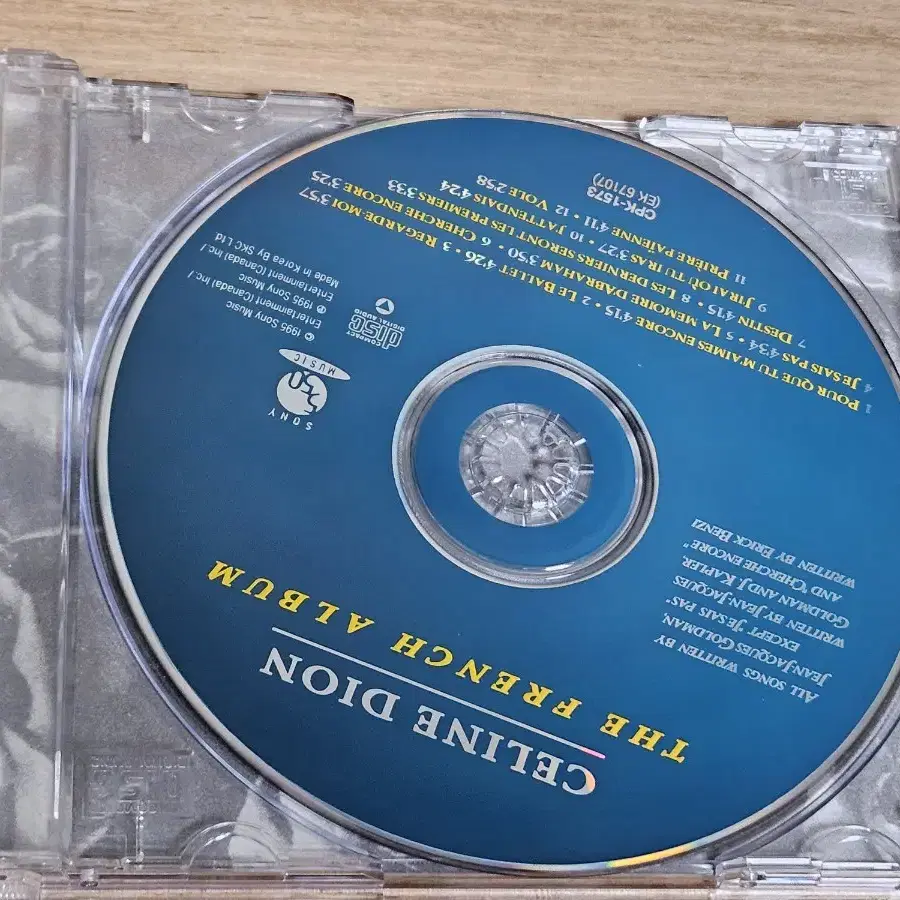 CELINE DION
THE FRENCH ALBUM
ALL SONGS WRITTEN BY
JEAN-JACQUES GOLDMAN
EXCEPT "JE SAIS PAS"
WRITTEN BY JEAN-JACQUES
GOLDMAN AND J. KAPLER
AND "CHERCHE ENCORE"
WRITTEN BY ERICK BENZI
SONY
MUSIC
COMPACT
disc
DIGITAL AUDIO
© 1995 Sony Music
Entertainment (Canada) Inc./
℗ 1995 Sony Music
Entertainment (Canada) Inc./
Made in Korea By SKC Ltd.
1 POUR QUE TU M'AIMES ENCORE 4'15 • 2 LE BALLET 4'26 • 3 REGARDE MOI 3'57
4 JE SAIS PAS 4'34 • 5 LA MEMOIRE D'ABRAHAM 3'50 • 6 CHERCHE ENCORE 3'25
7 DESTIN 4'15 • 8 LES DERNIERS SERONT LES PREMIERS 3'33
9 J'IRAI OÙ TU IRAS 3'27 • 10 J'ATTENDAIS 4'24
11 PRIÈRE PAÏENNE 4'11 • 12 VOLE 2'58
CPK-1573
(EK 67107)